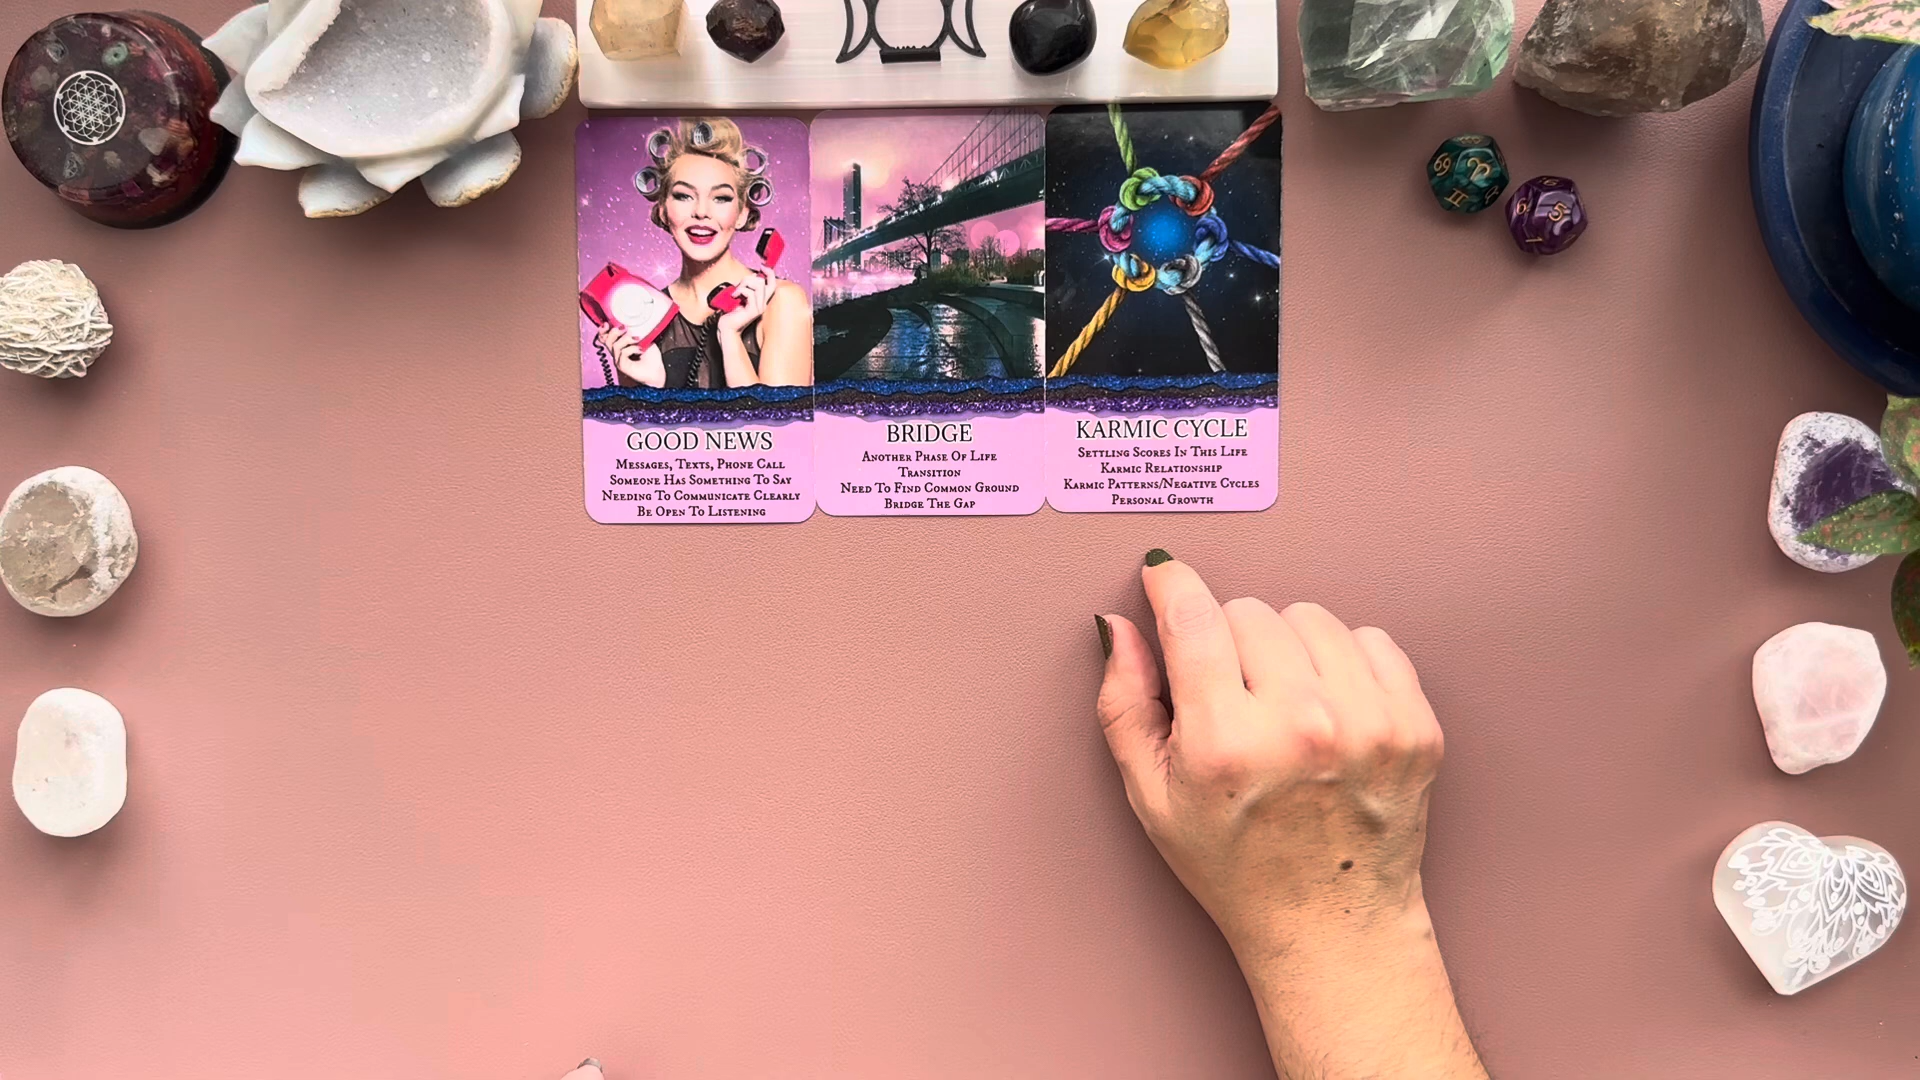 GOOD NEWS
Messages, Texts, Phone Call
Someone Has Something To Say
Needing To Communicate Clearly
Be Open To Listening
BRIDGE
Another Phase Of Life
Transition
Need To Find Common Ground
Bridge The Gap
KARMIC CYCLE
Settling Scores In This Life
Karmic Relationship
Karmic Patterns/Negative Cycles
Personal Growth